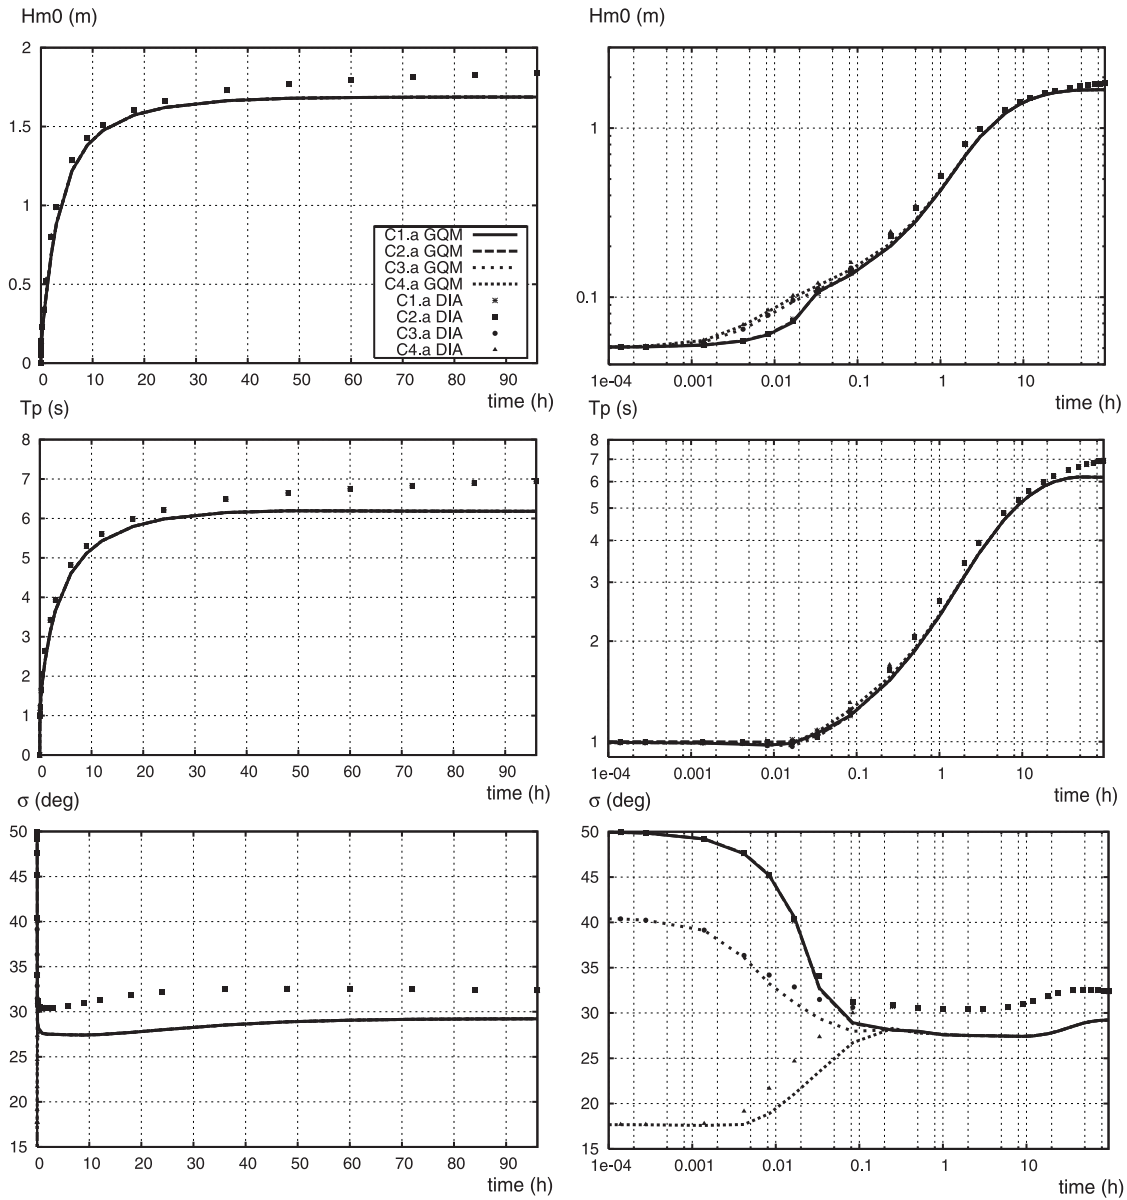 Hm0 (m)
2
1.5
1
0.5
0
C1.a GQM
C2.a GQM
C3.a GQM
C4.a GQM
C1.a DIA
C2.a DIA
C3.a DIA
C4.a DIA
0 10 20 30 40 50 60 70 80 90
time (h)
Hm0 (m)
1
0.1
1e-04 0.001 0.01 0.1 1 10
time (h)
Tp (s)
8
7
6
5
4
3
2
1
0
0 10 20 30 40 50 60 70 80 90
time (h)
Tp (s)
8
7
6
5
4
3
2
1
1e-04 0.001 0.01 0.1 1 10
time (h)
σ (deg)
50
45
40
35
30
25
20
15
0 10 20 30 40 50 60 70 80 90
time (h)
σ (deg)
50
45
40
35
30
25
20
15
1e-04 0.001 0.01 0.1 1 10
time (h)